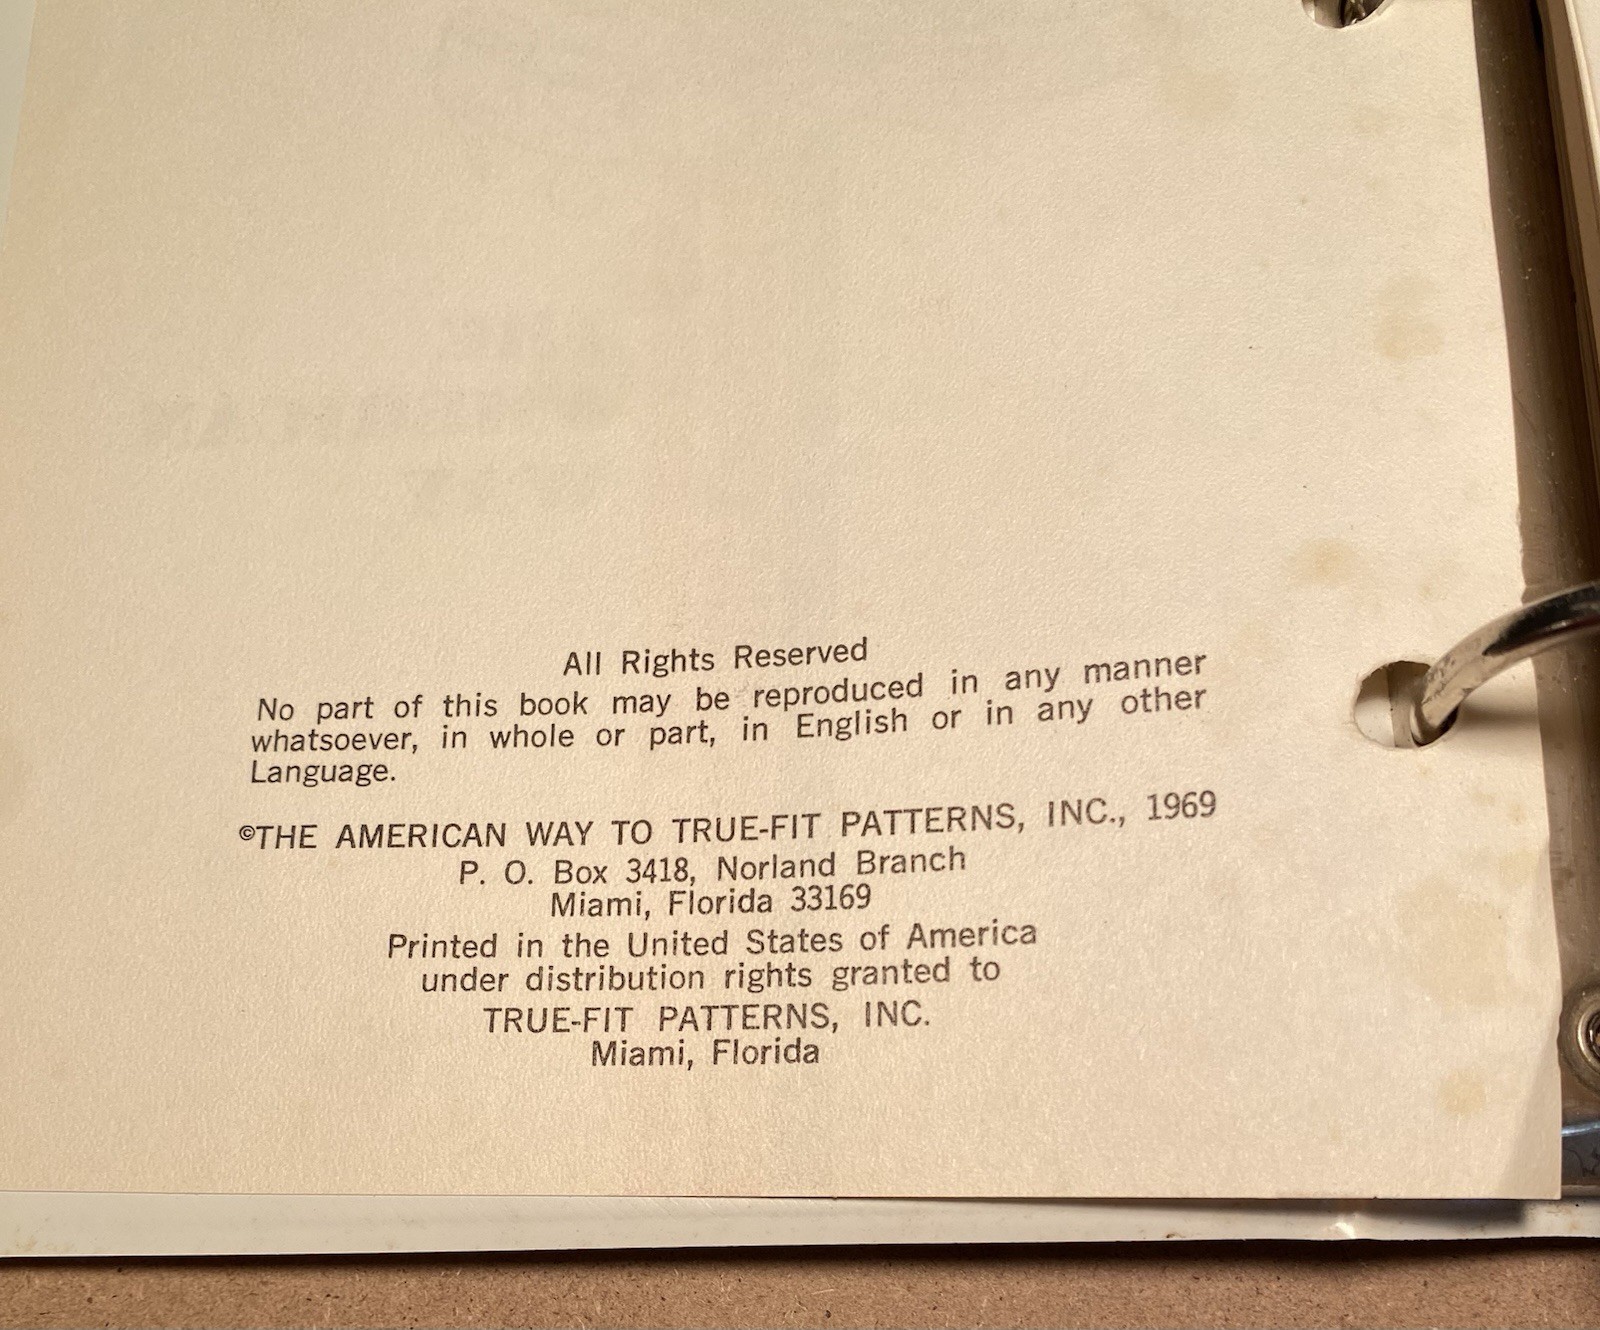 All Rights Reserved
No part of this book may be reproduced in any manner
whatsoever, in whole or part, in English or in any other
Language.
©THE AMERICAN WAY TO TRUE-FIT PATTERNS, INC., 1969
P. O. Box 3418, Norland Branch
Miami, Florida 33169
Printed in the United States of America
under distribution rights granted to
TRUE-FIT PATTERNS, INC.
Miami, Florida